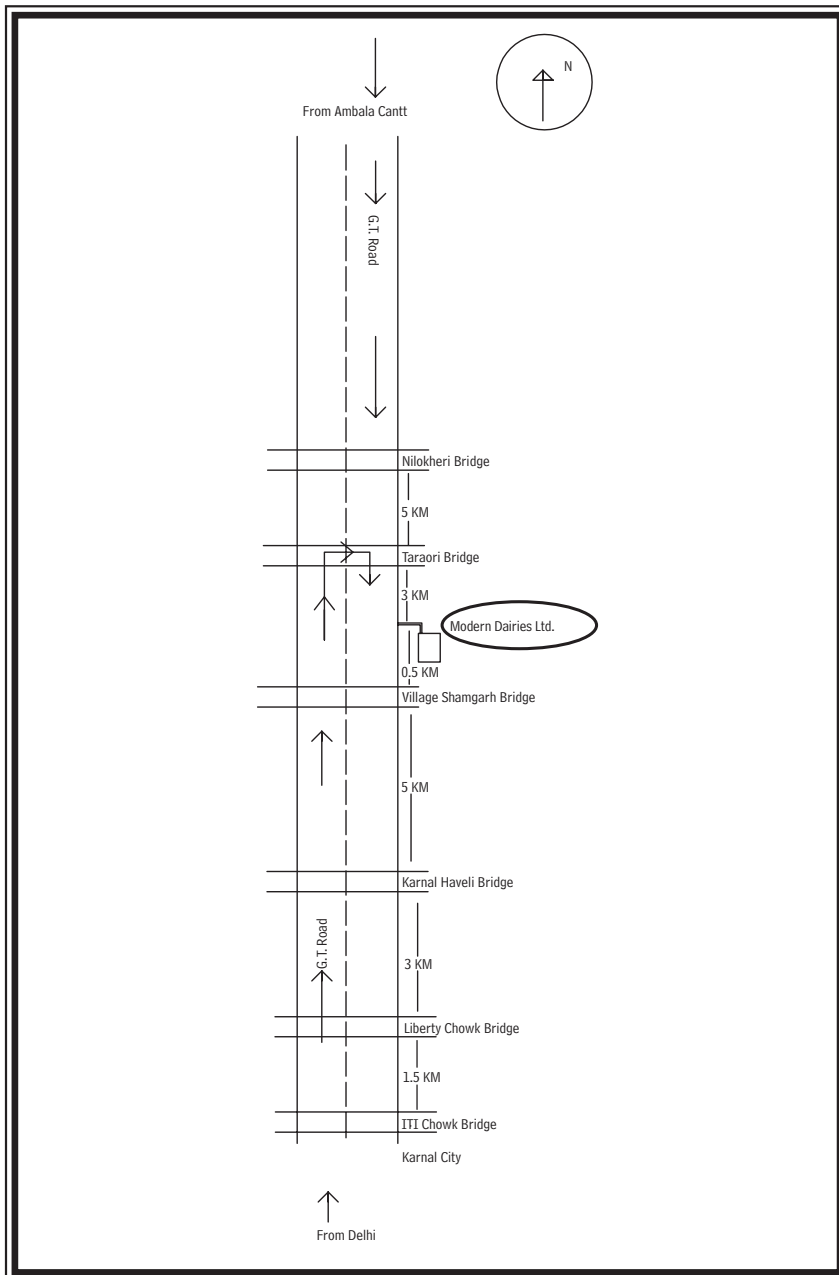 N
From Ambala Cantt
G.T. Road
Nilokheri Bridge
5 KM
Taraori Bridge
3 KM
Modern Dairies Ltd.
0.5 KM
Village Shamgarh Bridge
5 KM
Karnal Haveli Bridge
G.T. Road
3 KM
Liberty Chowk Bridge
1.5 KM
ITI Chowk Bridge
Karnal City
From Delhi